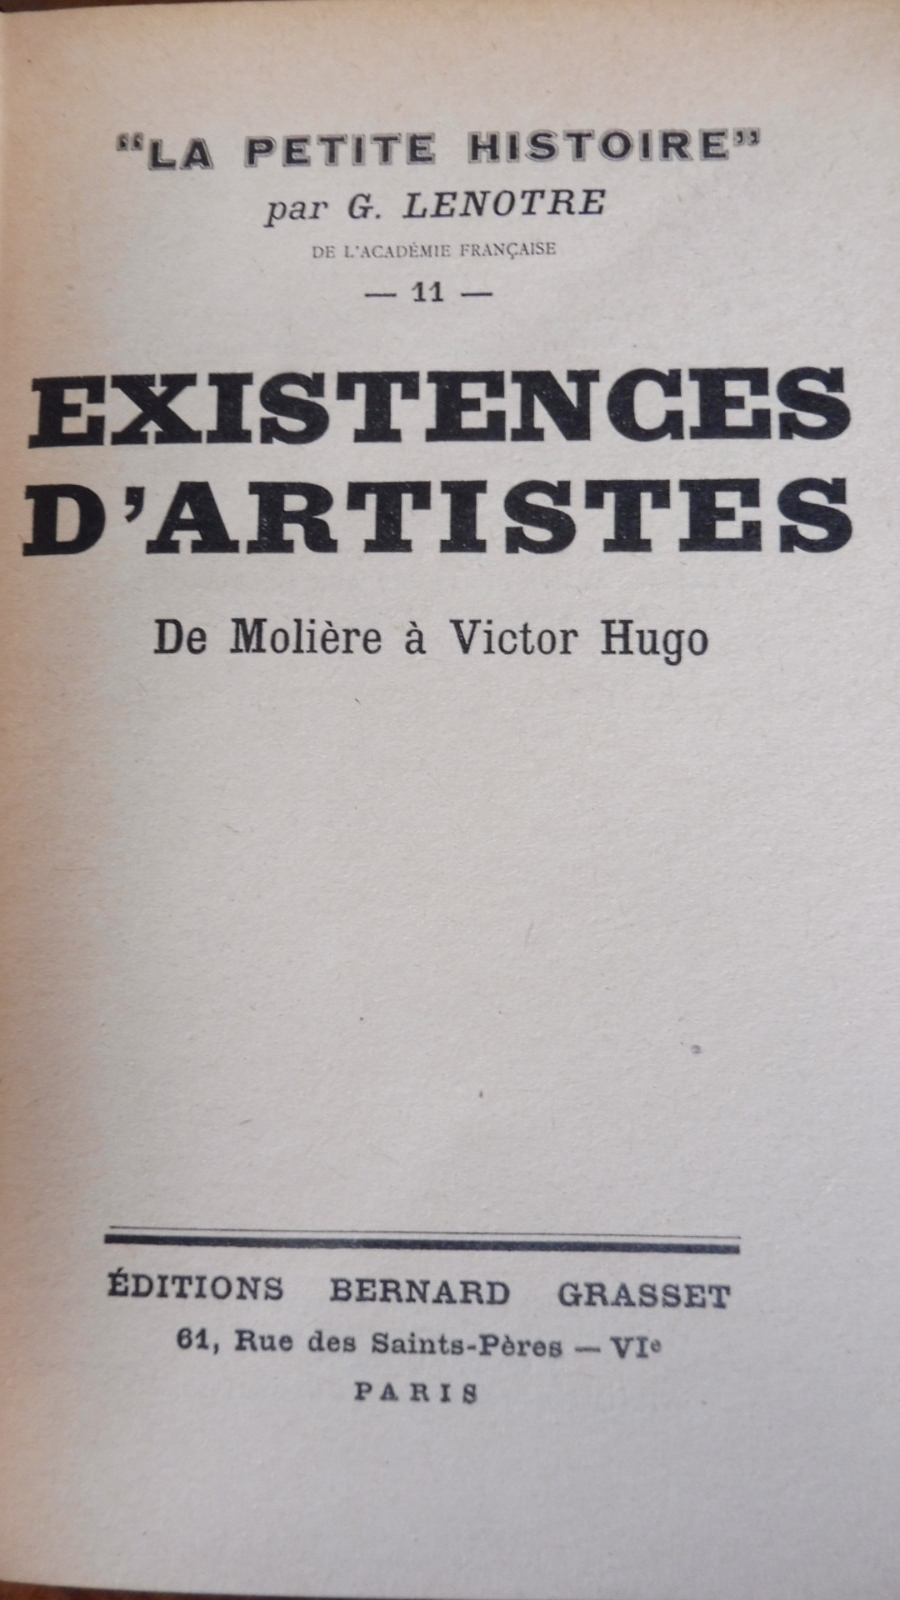 “LA PETITE HISTOIRE”
par G. LENOTRE
DE L'ACADÉMIE FRANÇAISE
— 11 —
EXISTENCES
D'ARTISTES
De Molière à Victor Hugo
ÉDITIONS BERNARD GRASSET
61, Rue des Saints-Pères — VIᵉ
PARIS